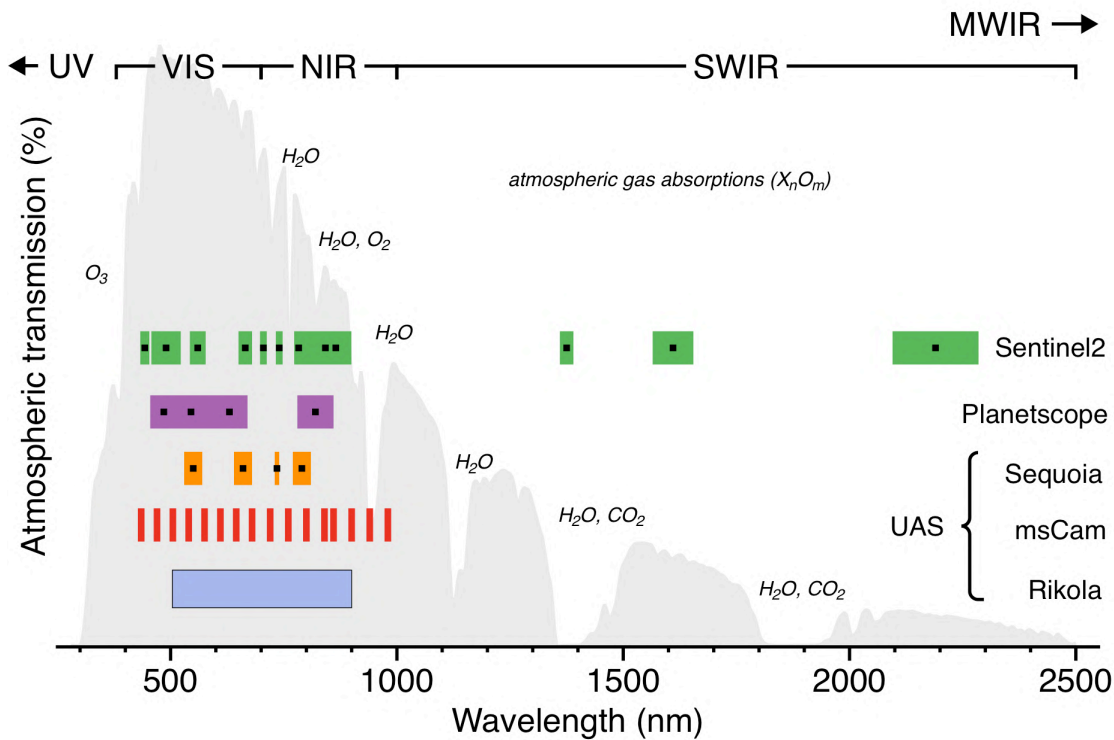 MWIR
UV VIS NIR SWIR
Atmospheric transmission (%)
H₂O
atmospheric gas absorptions (XₙOₘ)
H₂O, O₂
O₃
H₂O
Sentinel2
Planetscope
H₂O
Sequoia
H₂O, CO₂
UAS
msCam
H₂O, CO₂
Rikola
500 1000 1500 2000 2500
Wavelength (nm)